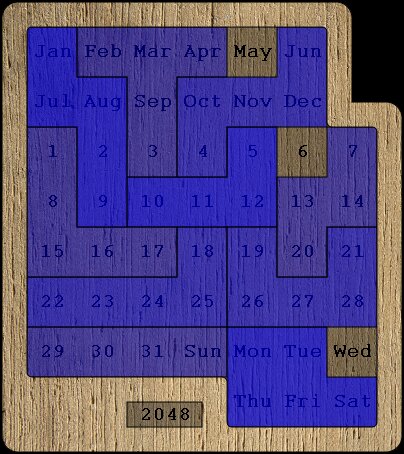 Jan Feb Mar Apr May Jun
Jul Aug Sep Oct Nov Dec
1 2 3 4 5 6 7
8 9 10 11 12 13 14
15 16 17 18 19 20 21
22 23 24 25 26 27 28
29 30 31 Sun Mon Tue Wed
Thu Fri Sat
2048